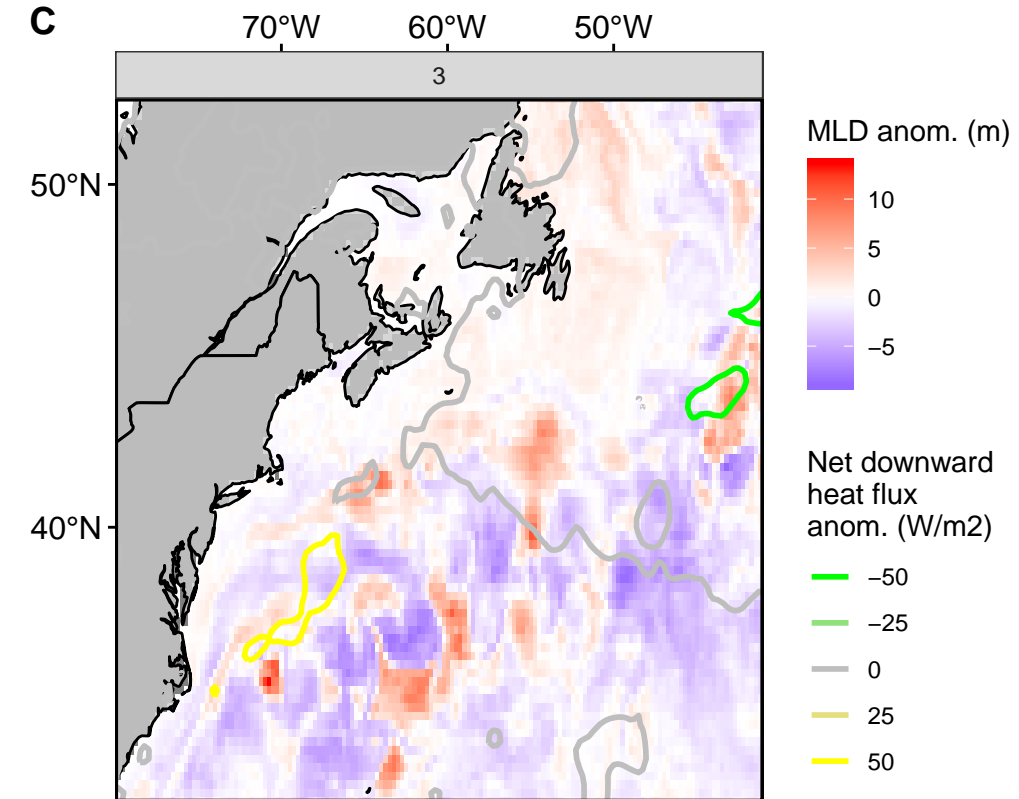 C
70°W 60°W 50°W
3
50°N
40°N
MLD anom. (m)
10
5
0
−5
Net downward
heat flux
anom. (W/m2)
−50
−25
0
25
50